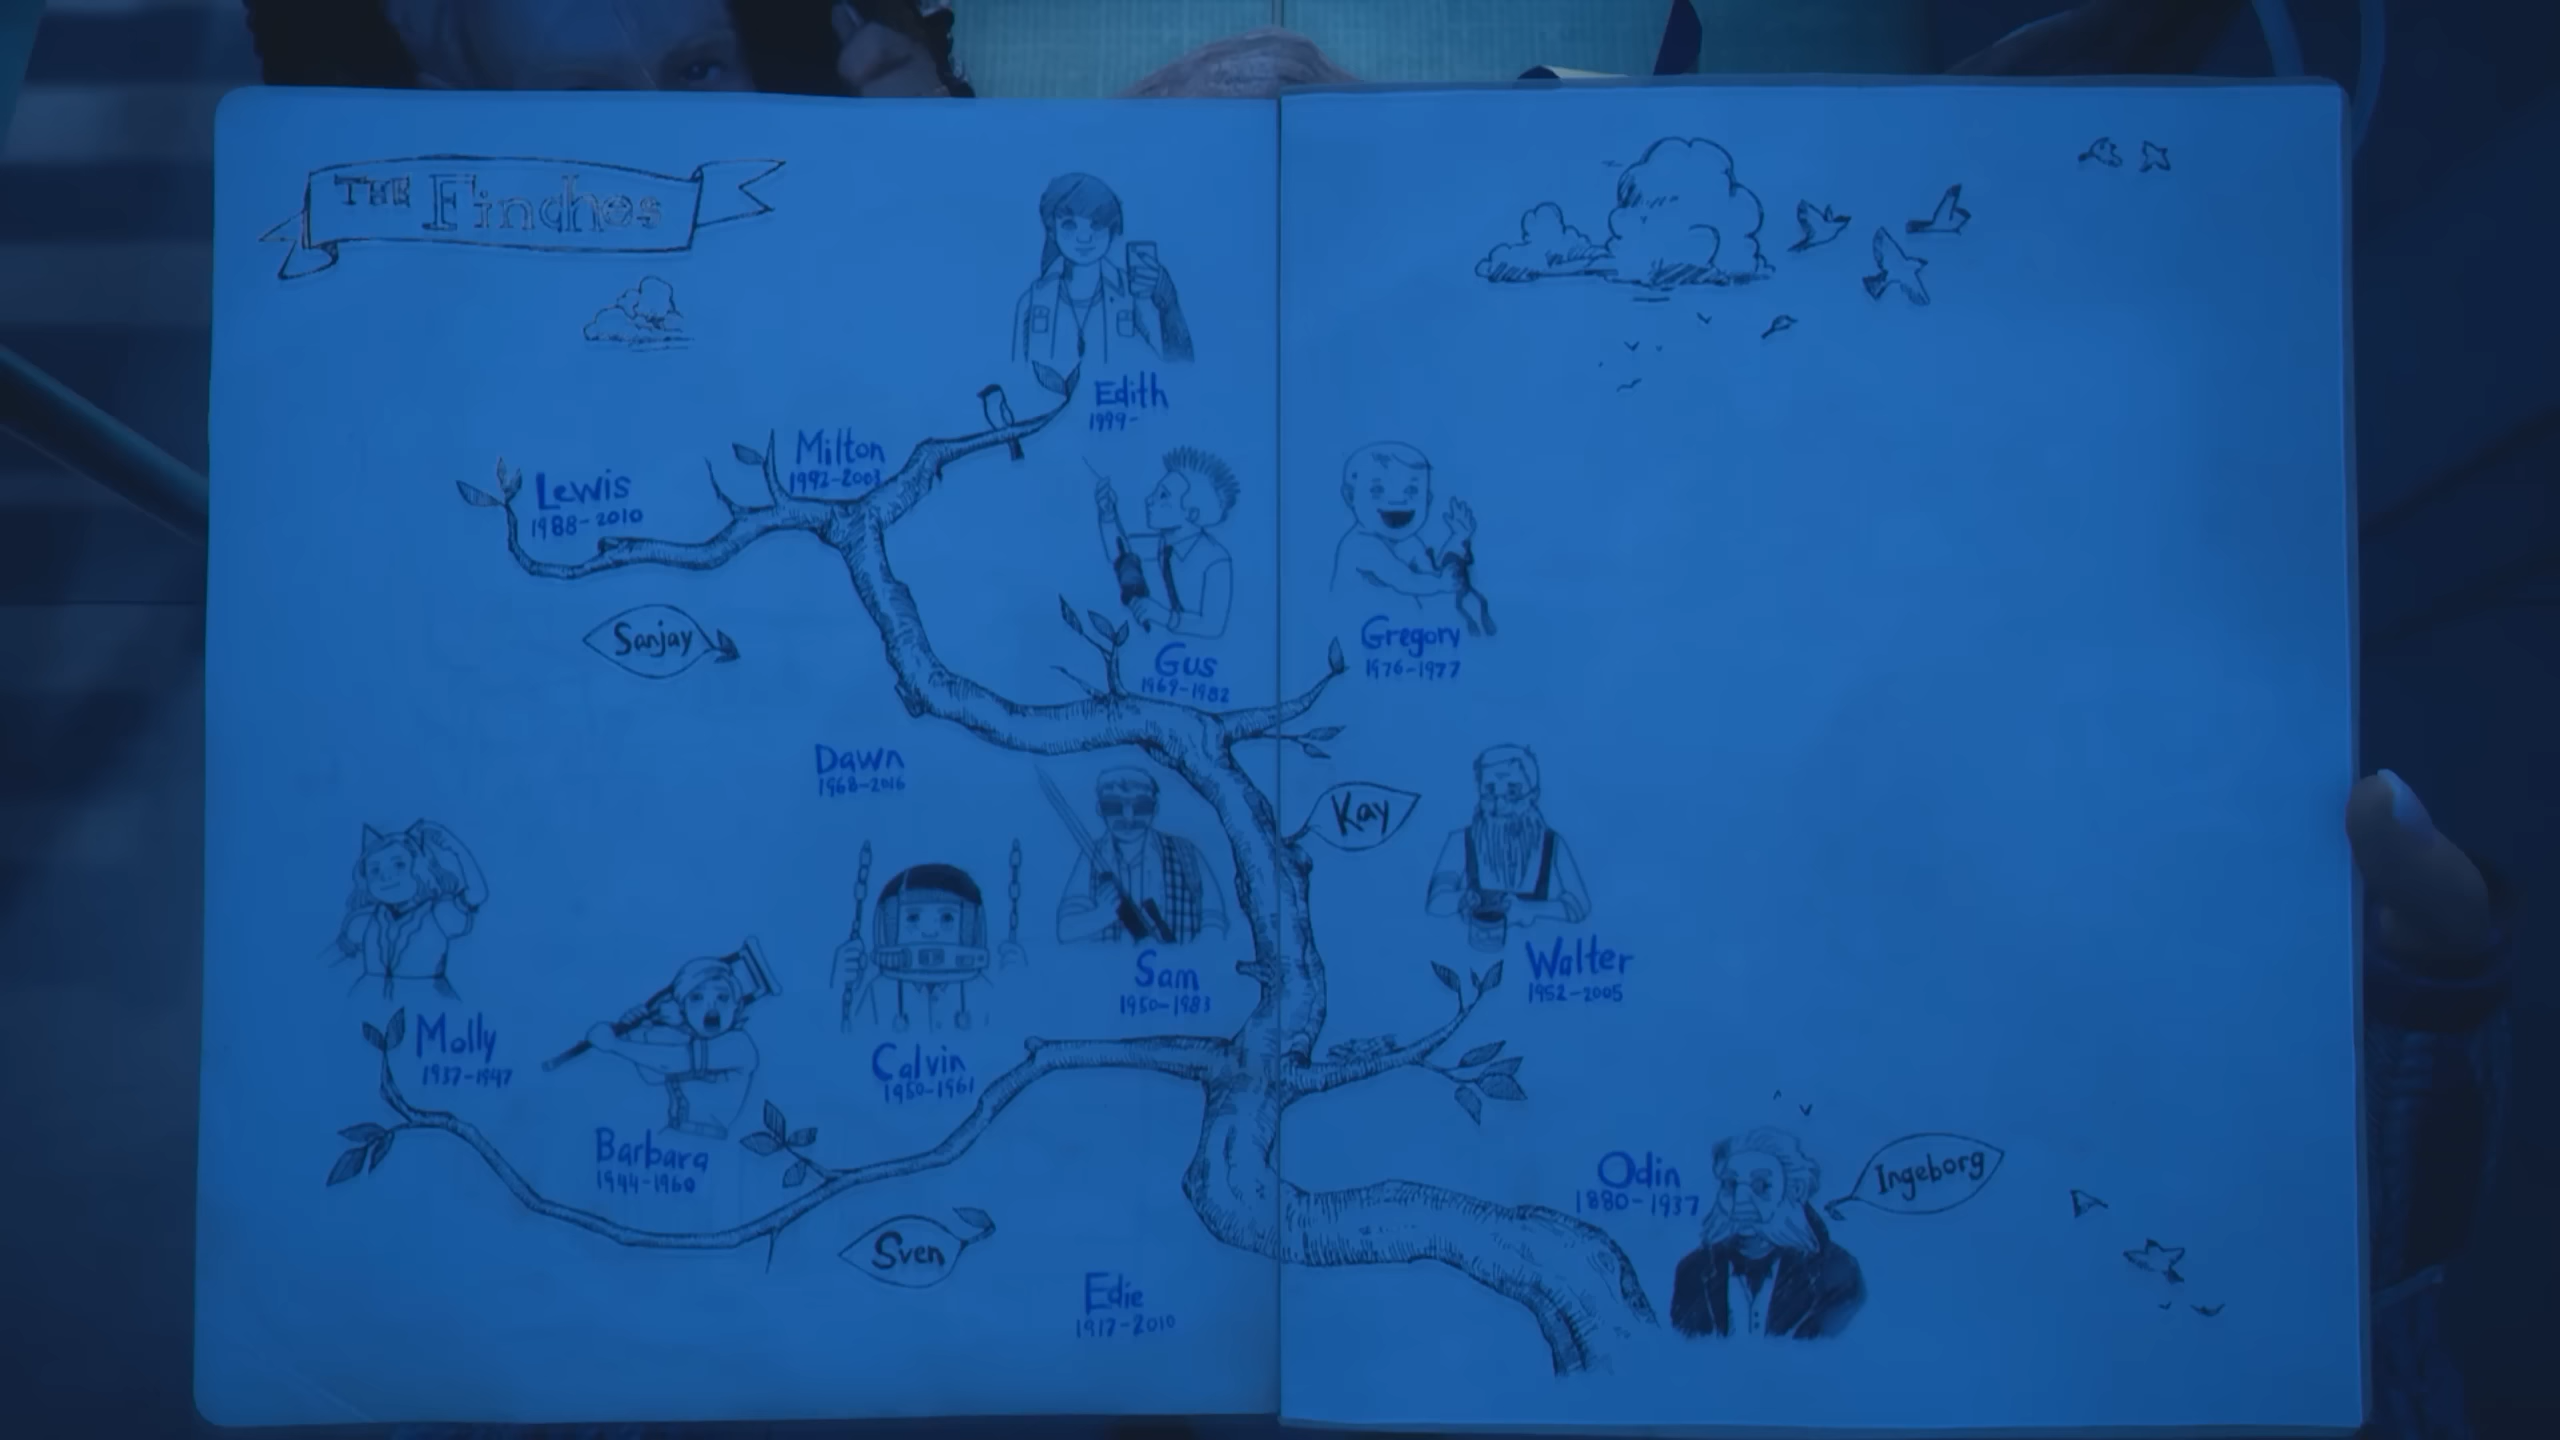 THE Finches
Edith
1999-
Milton
1992-2003
Lewis
1988-2010
Sanjay
Gus
1969-1982
Gregory
1976-1977
Dawn
1968-2016
Kay
Sam
1950-1983
Walter
1952-2005
Molly
1937-1947
Calvin
1950-1961
Barbara
1944-1960
Odin
1880-1937
Ingeborg
Sven
Edie
1917-2010